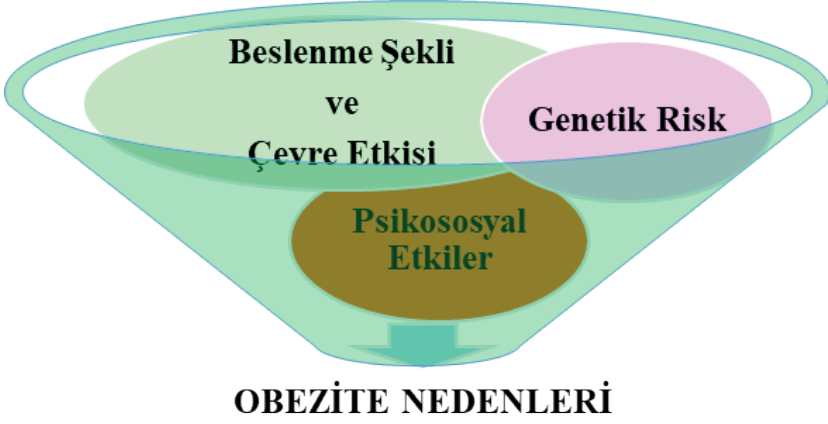 Beslenme Şekli
ve
Çevre Etkisi
Genetik Risk
Psikososyal
Etkiler
OBEZİTE NEDENLERİ